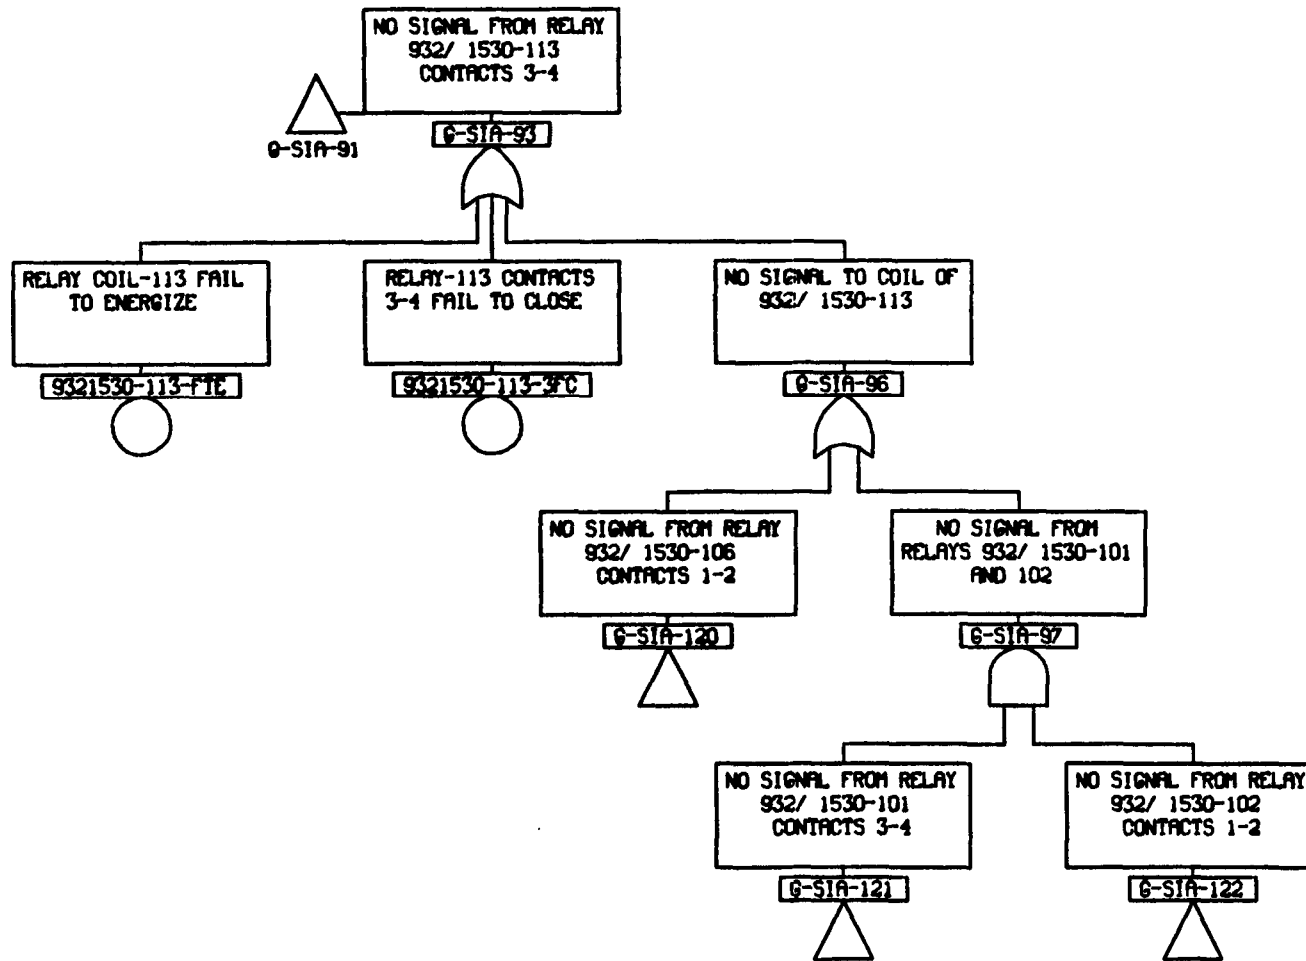 NO SIGNAL FROM RELAY
932/ 1530-113
CONTACTS 3-4
G-SIA-91
G-SIA-93
RELAY COIL-113 FAIL
TO ENERGIZE
9321530-113-FTE
RELAY-113 CONTACTS
3-4 FAIL TO CLOSE
9321530-113-3FC
NO SIGNAL TO COIL OF
932/ 1530-113
G-SIA-96
NO SIGNAL FROM RELAY
932/ 1530-106
CONTACTS 1-2
G-SIA-120
NO SIGNAL FROM
RELAYS 932/ 1530-101
AND 102
G-SIA-97
NO SIGNAL FROM RELAY
932/ 1530-101
CONTACTS 3-4
G-SIA-121
NO SIGNAL FROM RELAY
932/ 1530-102
CONTACTS 1-2
G-SIA-122